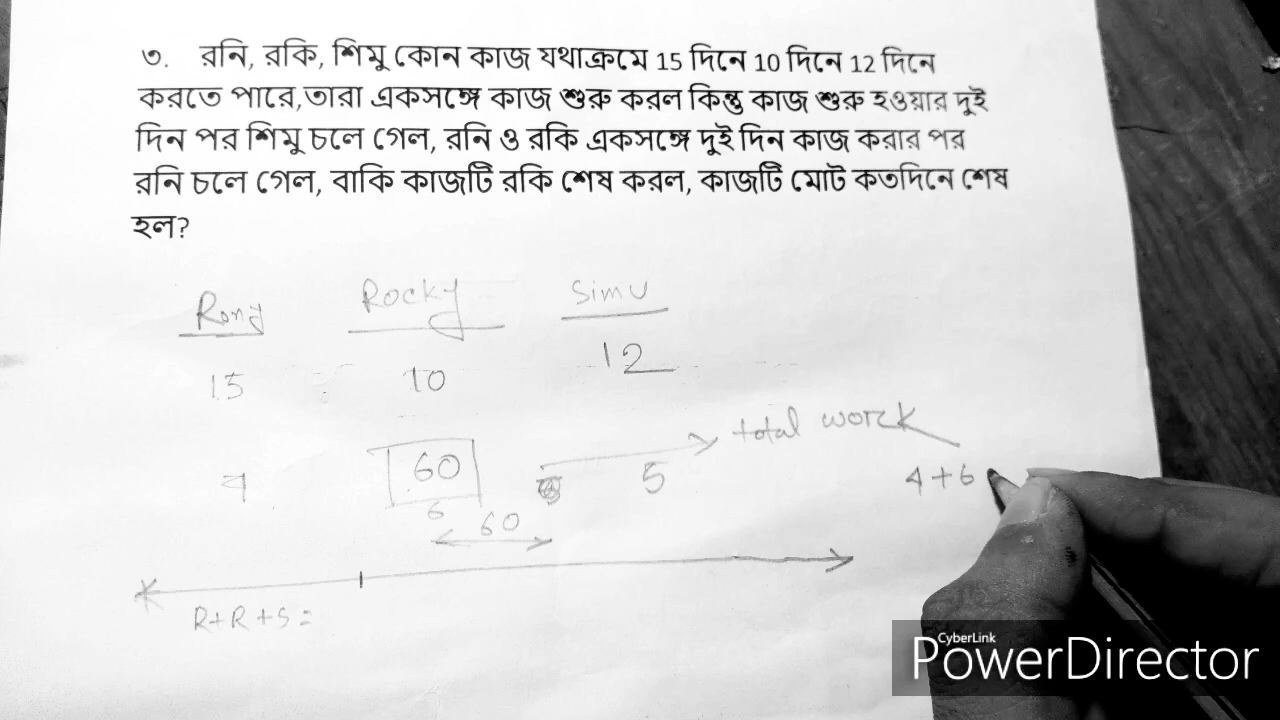 ৩. রনি, রকি, শিমু কোন কাজ যথাক্রমে 15 দিনে 10 দিনে 12 দিনে
করতে পারে,তারা একসঙ্গে কাজ শুরু করল কিন্তু কাজ শুরু হওয়ার দুই
দিন পর শিমু চলে গেল, রনি ও রকি একসঙ্গে দুই দিন কাজ করার পর
রনি চলে গেল, বাকি কাজটি রকি শেষ করল, কাজটি মোট কতদিনে শেষ
হল?
Rony Rocky Simu
15 10 12
total work
4 60 5 4+6
6
60
R+R+S=
CyberLink
PowerDirector